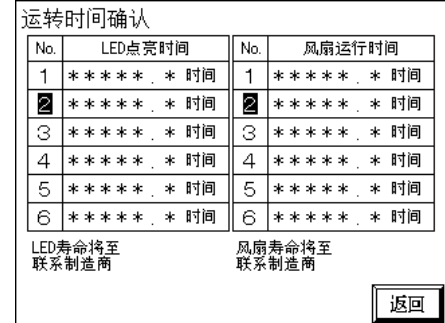 运转时间确认
No. LED点亮时间 No. 风扇运行时间
1 *****.* 时间 1 *****.* 时间
2 *****.* 时间 2 *****.* 时间
3 *****.* 时间 3 *****.* 时间
4 *****.* 时间 4 *****.* 时间
5 *****.* 时间 5 *****.* 时间
6 *****.* 时间 6 *****.* 时间
LED寿命将至 风扇寿命将至
联系制造商 联系制造商
返回